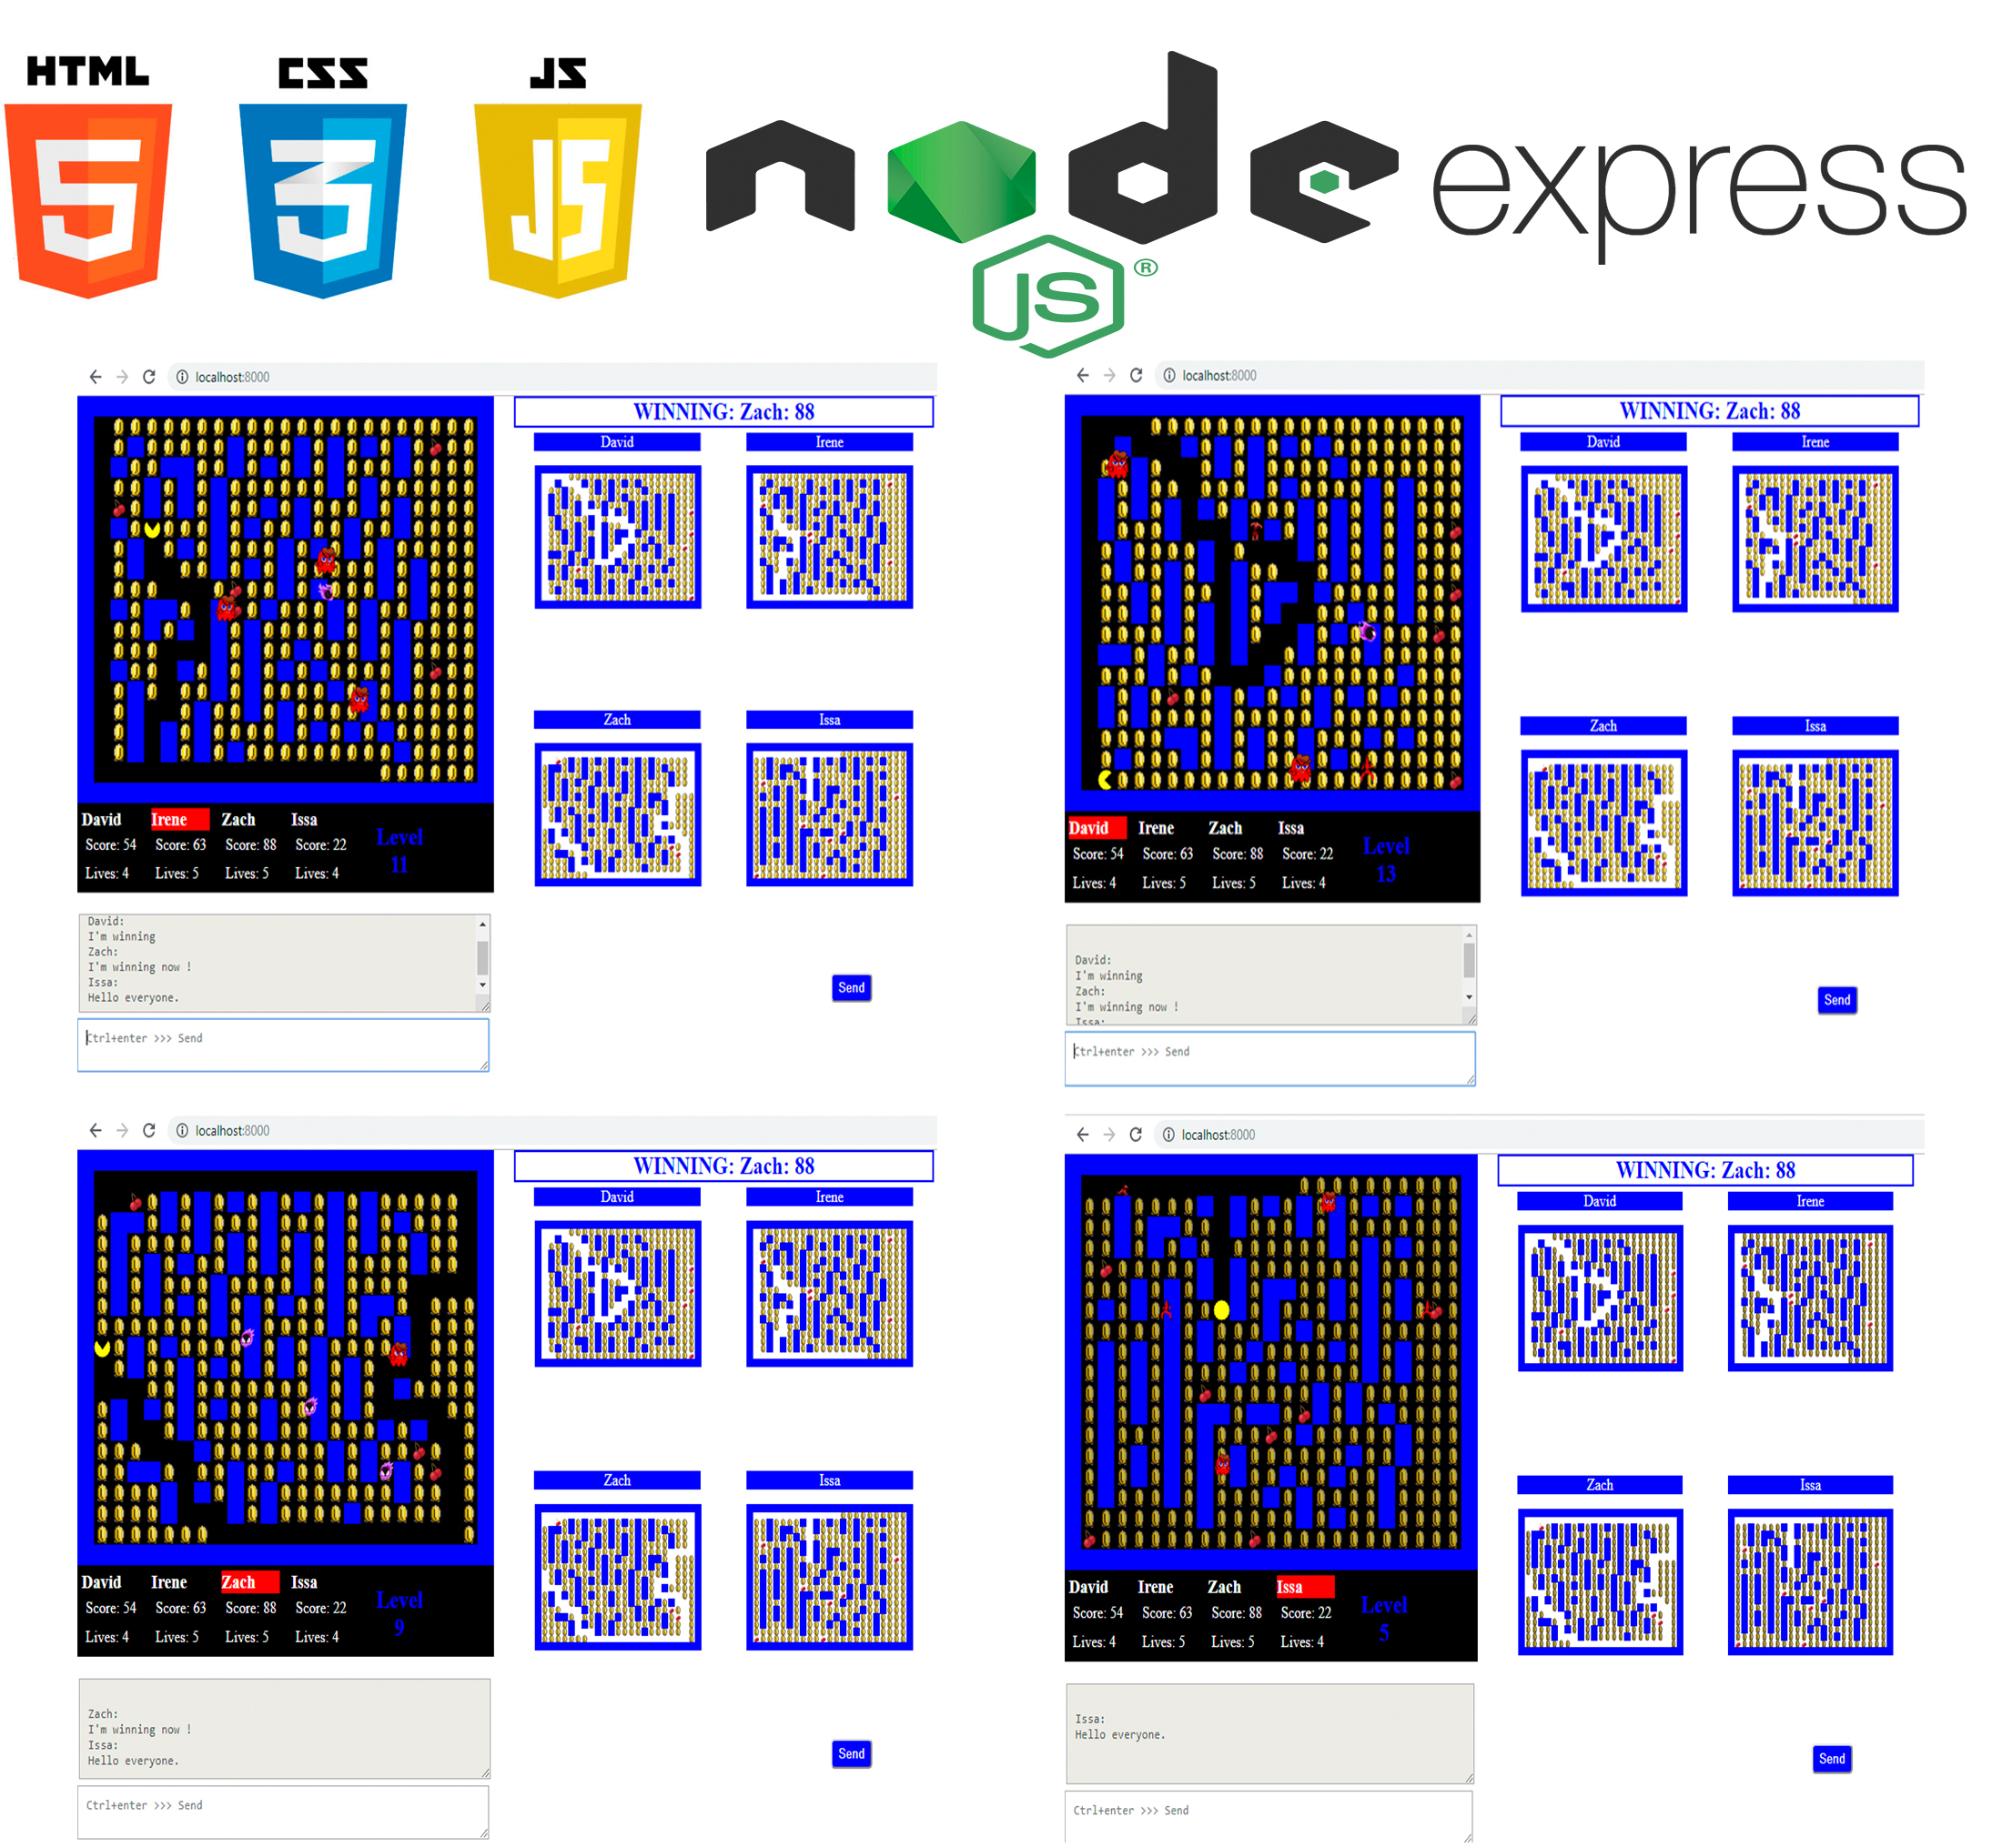 HTML
CSS
JS
5
3
JS
node
JS ®
express
localhost:8000
WINNING: Zach: 88
David Irene
Zach Issa
David Irene Zach Issa
Score: 54 Score: 63 Score: 88 Score: 22
Lives: 4 Lives: 5 Lives: 5 Lives: 4
Level
11
David:
I'm winning
Zach:
I'm winning now !
Issa:
Hello everyone.
Send
Ctrl+enter >>> Send
localhost:8000
WINNING: Zach: 88
David Irene
Zach Issa
David Irene Zach Issa
Score: 54 Score: 63 Score: 88 Score: 22
Lives: 4 Lives: 5 Lives: 5 Lives: 4
Level
13
David:
I'm winning
Zach:
I'm winning now !
Issa:
Send
Ctrl+enter >>> Send
localhost:8000
WINNING: Zach: 88
David Irene
Zach Issa
David Irene Zach Issa
Score: 54 Score: 63 Score: 88 Score: 22
Lives: 4 Lives: 5 Lives: 5 Lives: 4
Level
9
Zach:
I'm winning now !
Issa:
Hello everyone.
Send
Ctrl+enter >>> Send
localhost:8000
WINNING: Zach: 88
David Irene
Zach Issa
David Irene Zach Issa
Score: 54 Score: 63 Score: 88 Score: 22
Lives: 4 Lives: 5 Lives: 5 Lives: 4
Level
5
Issa:
Hello everyone.
Send
Ctrl+enter >>> Send